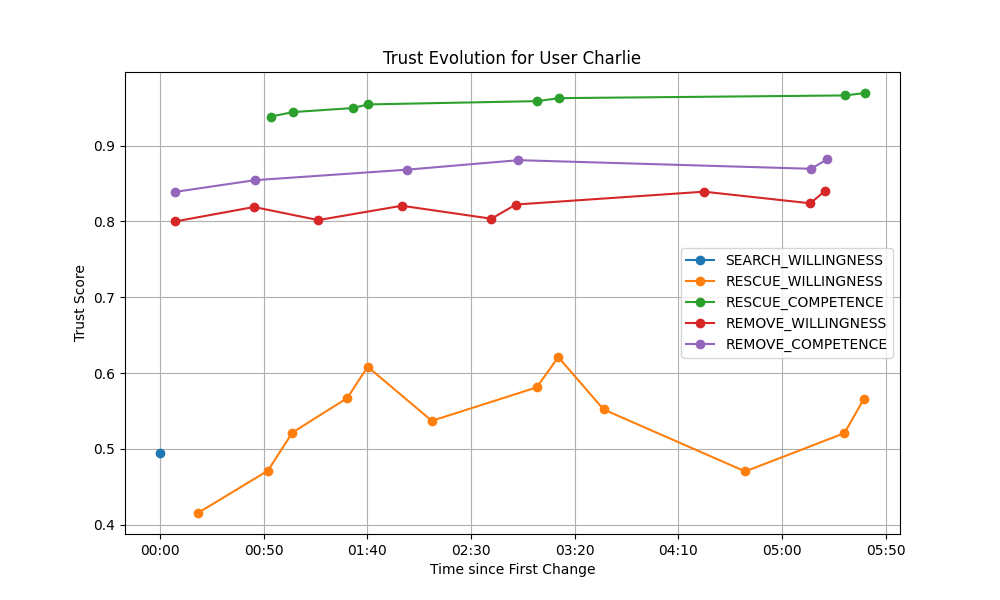 Trust Evolution for User Charlie
Trust Score
0.9
0.8
0.7
0.6
0.5
0.4
SEARCH_WILLINGNESS
RESCUE_WILLINGNESS
RESCUE_COMPETENCE
REMOVE_WILLINGNESS
REMOVE_COMPETENCE
00:00 00:50 01:40 02:30 03:20 04:10 05:00 05:50
Time since First Change